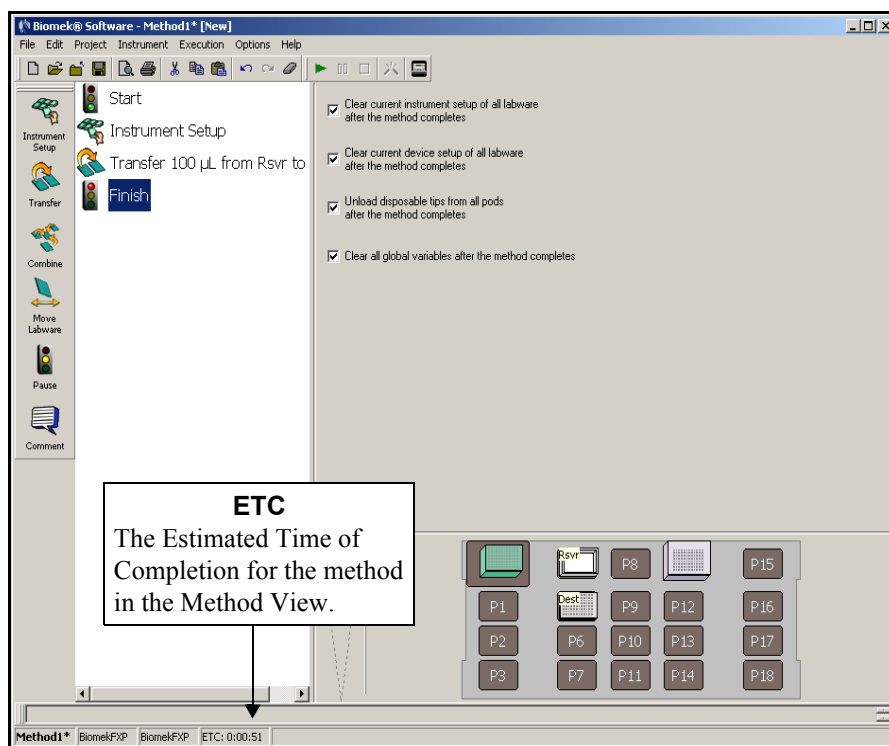 Biomek® Software - Method1* [New]
File Edit Project Instrument Execution Options Help
Instrument
Setup
Transfer
Combine
Move
Labware
Pause
Comment
Start
Instrument Setup
Transfer 100 µL from Rsvr to
Finish
Clear current instrument setup of all labware
after the method completes
Clear current device setup of all labware
after the method completes
Unload disposable tips from all pods
after the method completes
Clear all global variables after the method completes
ETC
The Estimated Time of
Completion for the method
in the Method View.
Rsvr P8 P15
P1 Dest P9 P12 P16
P2 P6 P10 P13 P17
P3 P7 P11 P14 P18
Method1* BiomekFXP BiomekFXP ETC: 0:00:51